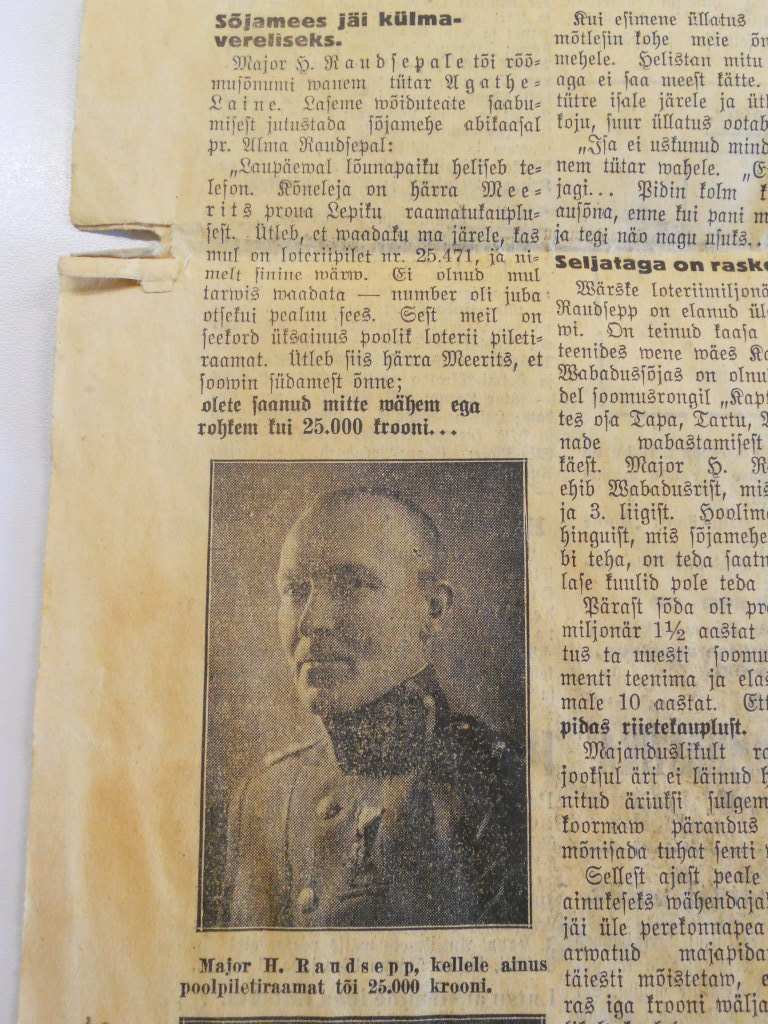 Sõjamees jäi külma-
vereliseks.
Major H. Raudsepale tõi rõõ-
musõnumi wanem tütar Agathe-
Laine. Laseme wõiduteate saabu-
misest jutustada sõjamehe abikaasal
pr. Alma Raudsepal:
„Laupäewal lõunapaiku heliseb te-
lefon. Kõneleja on härra Mee-
rits proua Lepiku raamatukauplu-
sest. Ütleb, et waadaku ma järele, kas
mul on loteriipilet nr. 25.471, ja ni-
melt sinine wärw. Ei olnud mul
tarwis waadata — number oli juba
otsekui pealuu sees. Sest meil on
seekord üksainus poolik loterii pileti-
raamat. Ütleb siis härra Meerits, et
soowin südamest õnne;
olete saanud mitte wähem ega
rohkem kui 25.000 krooni...
Major H. Raudsepp, kellele ainus
poolpiletiraamat tõi 25.000 krooni.
Kui esimene üllatus
mõtlesin kohe meie õn
mehele. Helistan mitu
aga ei saa meest kätte.
tütre isale järele ja ütl
koju, suur üllatus ootab
„Isa ei uskunud mind
nem tütar wahele. „E
jagi... Pidin kolm k
ausõna, enne kui pani m
ja tegi näo nagu usuks..
Seljataga on raske
Wärske loteriimiljonä
Raudsepp on elanud üle
wi. On teinud kaasa
teenides wene wäes Ka
Wabadussõjas on olnu
del soomusrongil „Kapt
tes osa Tapa, Tartu,
nade wabastamisest
käest. Major H. Ra
ehib Wabadusrist, mis
ja 3. liigist. Hoolima
hinguist, mis sõjamehe
bi teha, on teda saatn
lase kuulid pole teda
Pärast sõda oli pr
miljonär 1½ aastat
tus ta uuesti soomu
menti teenima ja elas
male 10 aastat. Ett
pidas riietekauplust.
Majanduslikult ra
jooksul äri ei läinud h
nitud äriuksi sulgem
koormaw pärandus
mõnisada tuhat senti w
Sellest ajast peale
ainukeseks wähendaja
jäi üle perekonnapea
arwatud majapida
täiesti mõistetaw, e
ras iga krooni wälja